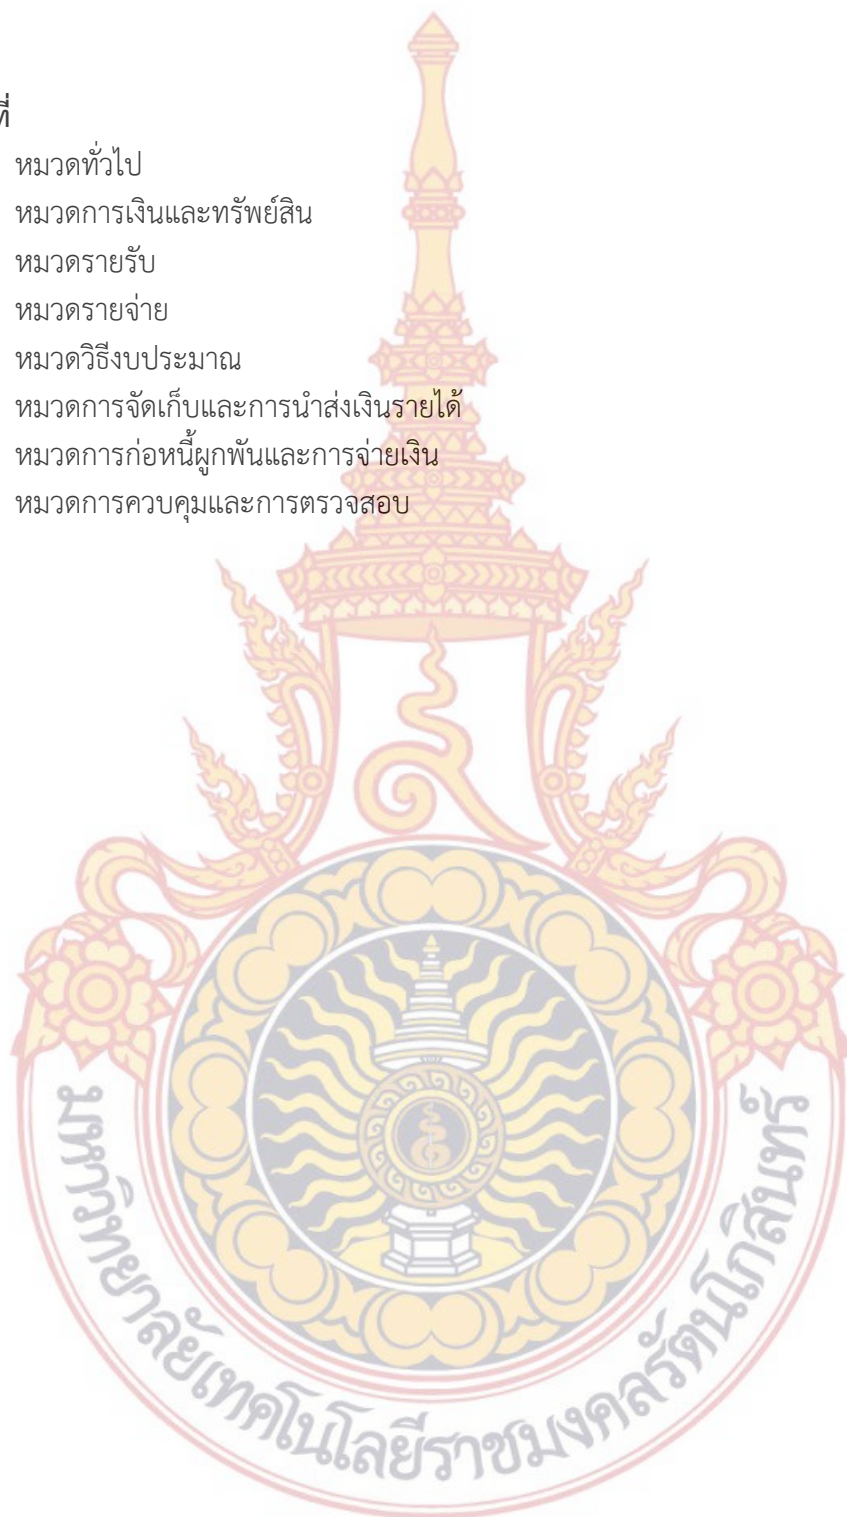 ที่
หมวดทั่วไป
หมวดการเงินและทรัพย์สิน
หมวดรายรับ
หมวดรายจ่าย
หมวดวิธีงบประมาณ
หมวดการจัดเก็บและการนำส่งเงินรายได้
หมวดการก่อหนี้ผูกพันและการจ่ายเงิน
หมวดการควบคุมและการตรวจสอบ
มหาวิทยาลัยเทคโนโลยีราชมงคลรัตนโกสินทร์